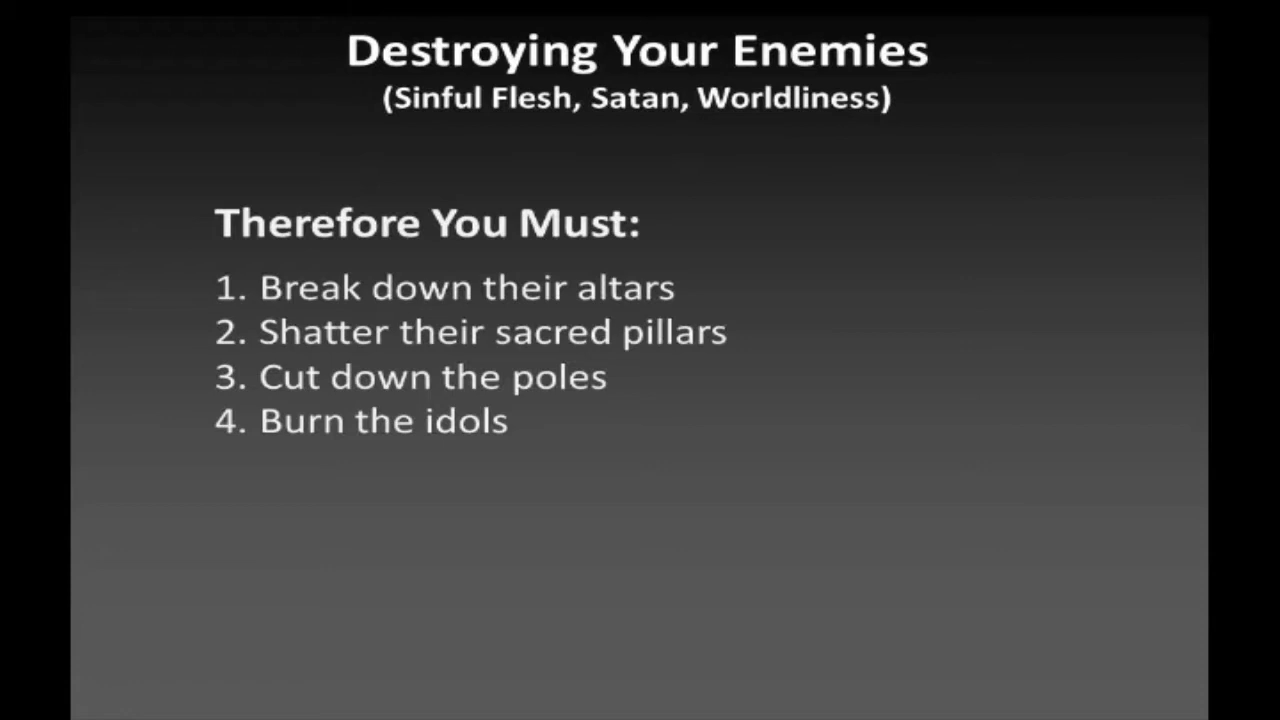 Destroying Your Enemies
(Sinful Flesh, Satan, Worldliness)
Therefore You Must:
1. Break down their altars
2. Shatter their sacred pillars
3. Cut down the poles
4. Burn the idols